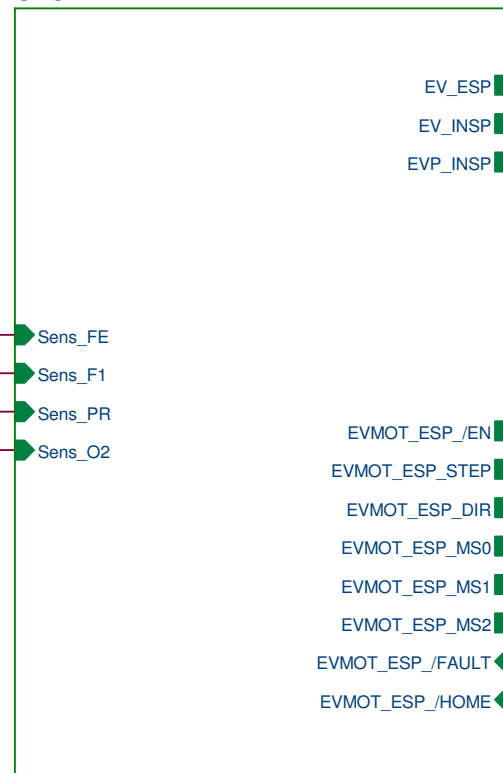 EV_ESP
EV_INSP
EVP_INSP
Sens_FE
Sens_F1
Sens_PR
Sens_O2
EVMOT_ESP_/EN
EVMOT_ESP_STEP
EVMOT_ESP_DIR
EVMOT_ESP_MS0
EVMOT_ESP_MS1
EVMOT_ESP_MS2
EVMOT_ESP_/FAULT
EVMOT_ESP_/HOME